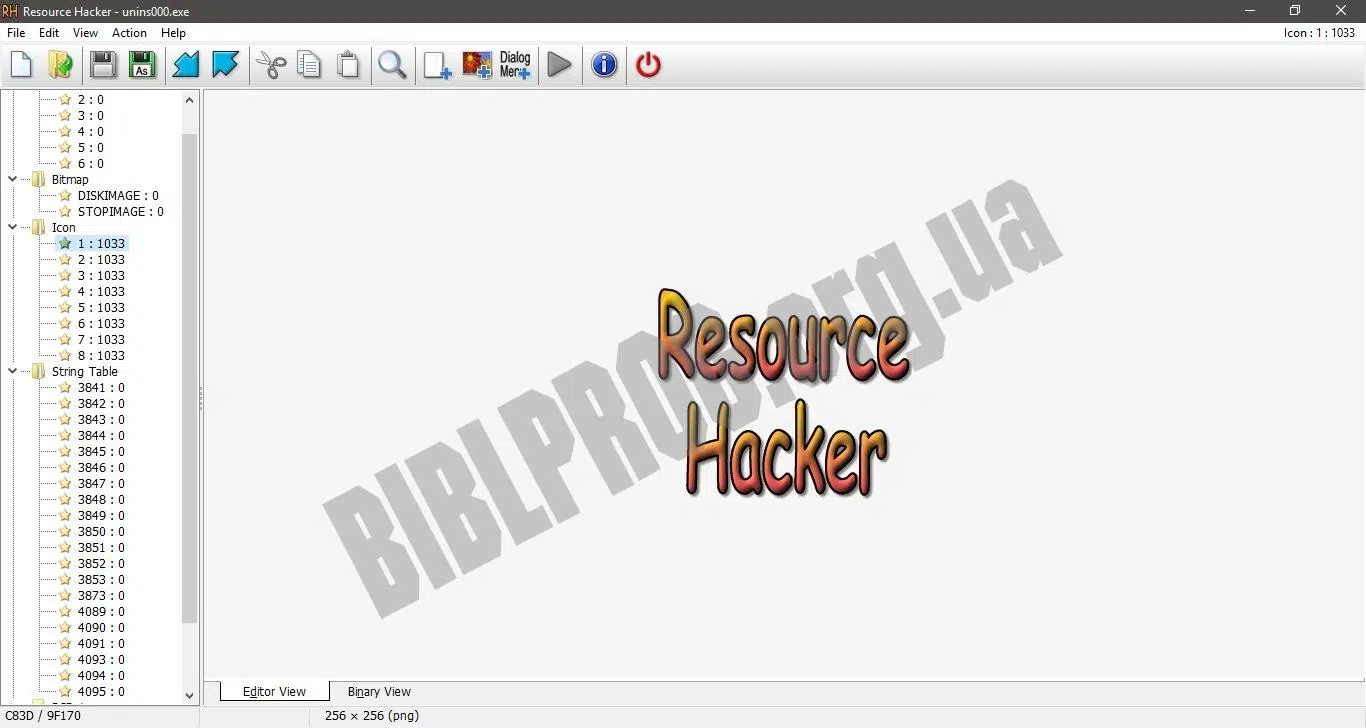 Resource Hacker - unins000.exe
File Edit View Action Help
Icon : 1 : 1033
As
Dialog
Men
2 : 0
3 : 0
4 : 0
5 : 0
6 : 0
Bitmap
DISKIMAGE : 0
STOPIMAGE : 0
Icon
1 : 1033
2 : 1033
3 : 1033
4 : 1033
5 : 1033
6 : 1033
7 : 1033
8 : 1033
String Table
3841 : 0
3842 : 0
3843 : 0
3844 : 0
3845 : 0
3846 : 0
3847 : 0
3848 : 0
3849 : 0
3850 : 0
3851 : 0
3852 : 0
3853 : 0
3873 : 0
4089 : 0
4090 : 0
4091 : 0
4093 : 0
4094 : 0
4095 : 0
Resource
Hacker
BIBLPROG.org.ua
Editor View Binary View
C83D / 9F170
256 × 256 (png)